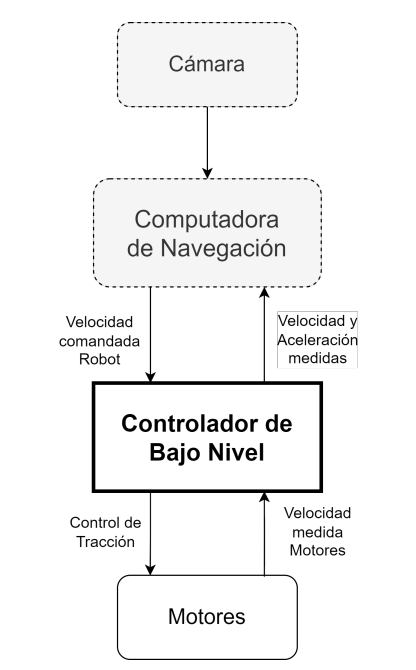 Cámara
Computadora
de Navegación
Velocidad
comandada
Robot
Velocidad y
Aceleración
medidas
Controlador de
Bajo Nivel
Control de
Tracción
Velocidad
medida
Motores
Motores